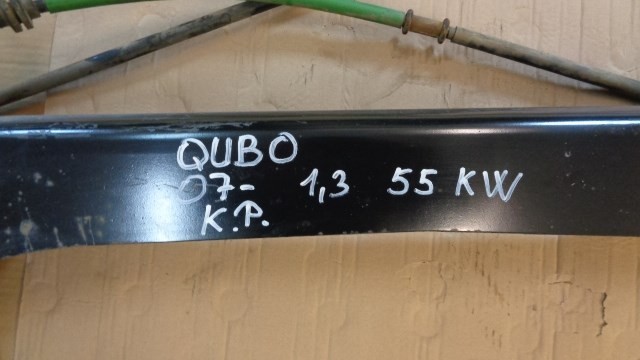 QUBO
07- 1,3 55 KW
K.P.